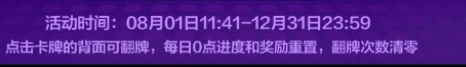 活动时间：08月01日11:41-12月31日23:59
点击卡牌的背面可翻牌，每日0点进度和奖励重置，翻牌次数清零